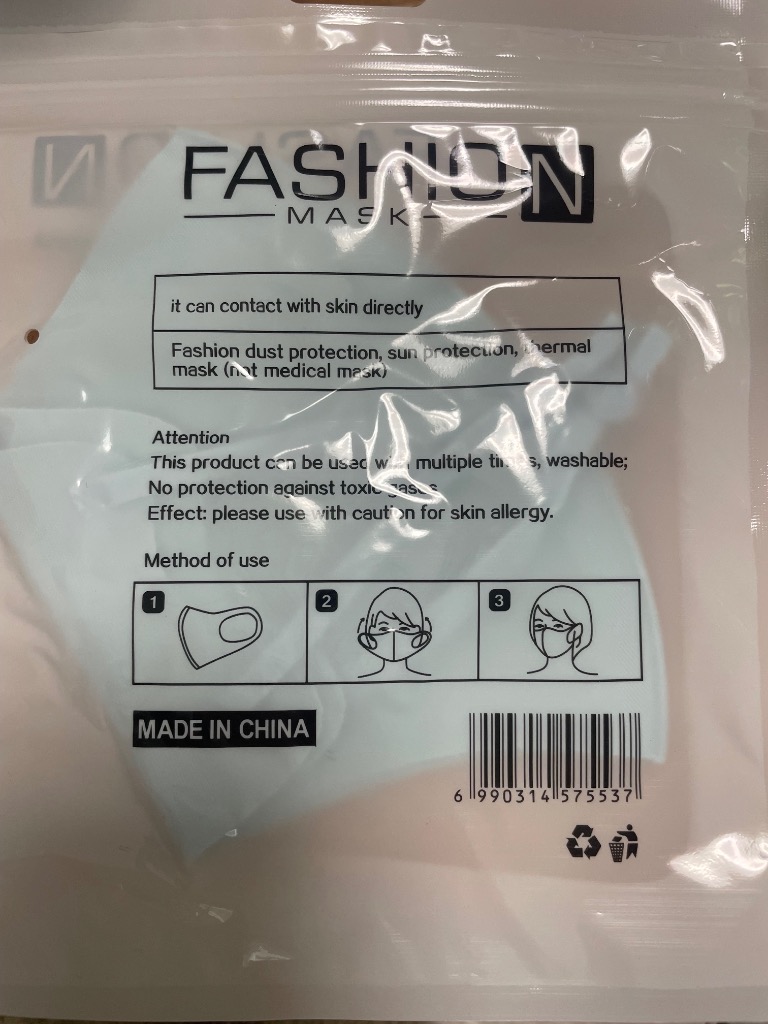 FASHION
MASK
it can contact with skin directly
Fashion dust protection, sun protection, thermal
mask (not medical mask)
Attention
This product can be used with multiple times, washable;
No protection against toxic gases
Effect: please use with caution for skin allergy.
Method of use
1 2 3
MADE IN CHINA
6 990314 575537